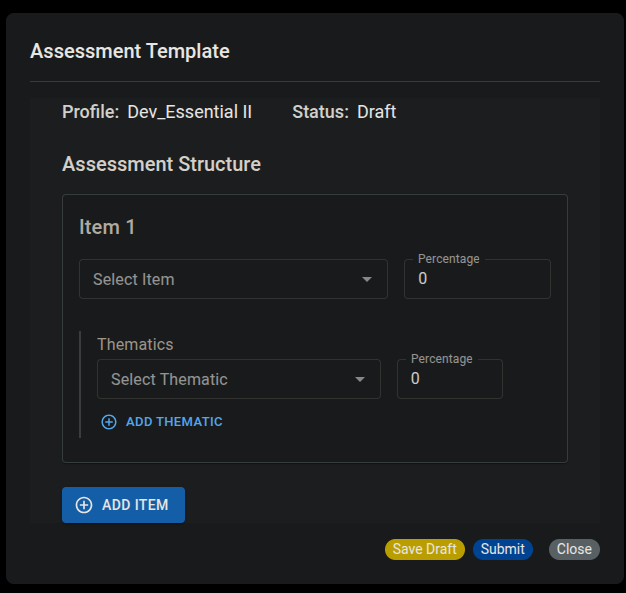 Assessment Template
Profile: Dev_Essential II Status: Draft
Assessment Structure
Item 1
Percentage
Select Item 0
Thematics
Percentage
Select Thematic 0
ADD THEMATIC
ADD ITEM
Save Draft Submit Close